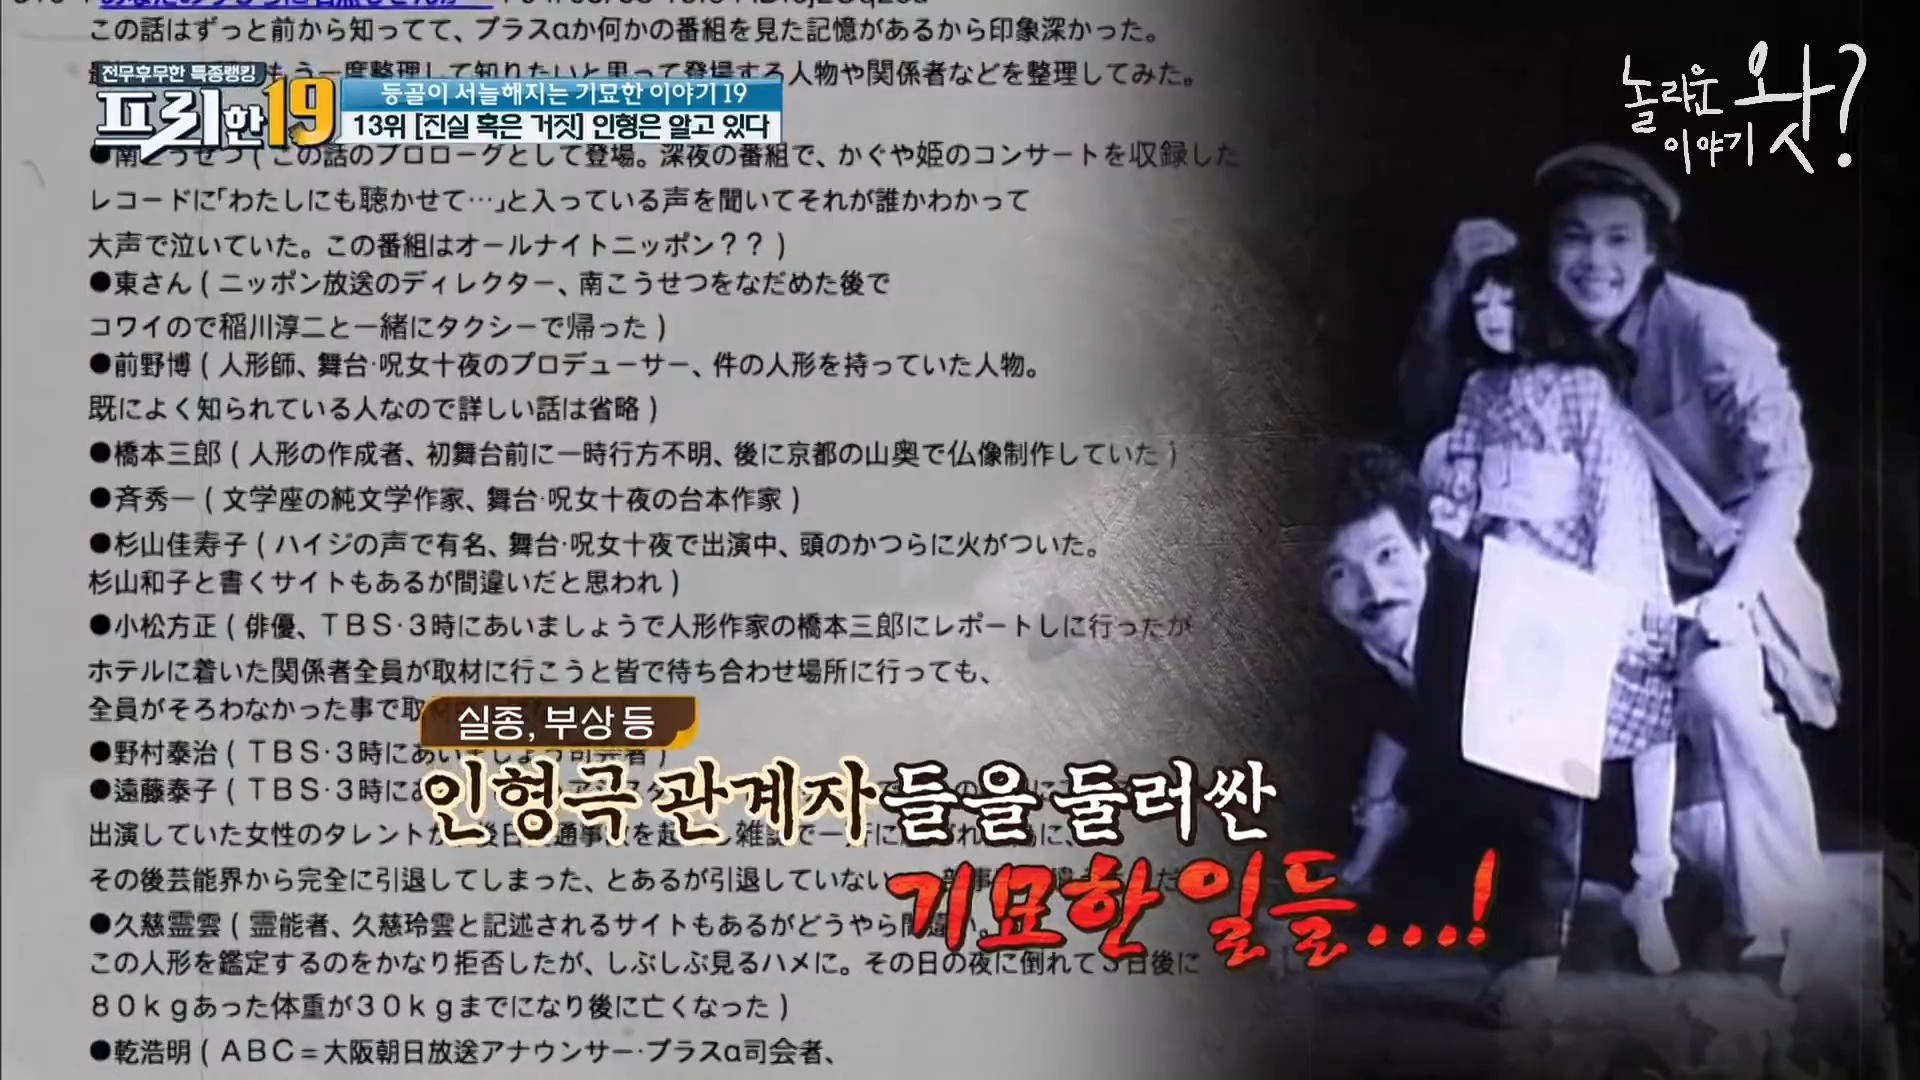 この話はずっと前から知ってて、プラスαか何かの番組を見た記憶があるから印象深かった。
もう一度整理して知りたいと思って登場する人物や関係者などを整理してみた。
전무후무한 특종랭킹
프리한19
등골이 서늘해지는 기묘한 이야기 19
13위 [진실 혹은 거짓] 인형은 알고 있다
놀라운 이야기 왓?
●南こうせつ ( この話のプロローグとして登場。深夜の番組で、かぐや姫のコンサートを収録した
レコードに「わたしにも聴かせて…」と入っている声を聞いてそれが誰かわかって
大声で泣いていた。この番組はオールナイトニッポン？？ )
●東さん ( ニッポン放送のディレクター、南こうせつをなだめた後で
コワイので稲川淳二と一緒にタクシーで帰った )
●前野博 ( 人形師、舞台·呪女十夜のプロデューサー、件の人形を持っていた人物。
既によく知られている人なので詳しい話は省略 )
●橋本三郎 ( 人形の作成者、初舞台前に一時行方不明、後に京都の山奥で仏像制作していた )
●斉秀一 ( 文学座の純文学作家、舞台·呪女十夜の台本作家 )
●杉山佳寿子 ( ハイジの声で有名、舞台·呪女十夜で出演中、頭のかつらに火がついた。
杉山和子と書くサイトもあるが間違いだと思われ )
●小松方正 ( 俳優、ＴＢＳ·３時にあいましょうで人形作家の橋本三郎にレポートしに行ったが
ホテルに着いた関係者全員が取材に行こうと皆で待ち合わせ場所に行っても、
全員がそろわなかった事で取
실종, 부상 등
●野村泰治 ( ＴＢＳ·３時にあいましょう司会者 )
●遠藤泰子 ( ＴＢＳ·３時に
인형극 관계자들을 둘러싼
出演していた女性のタレント
その後芸能界から完全に引退してしまった、とあるが引退していない
기묘한 일들...!
●久慈霊雲 ( 霊能者、久慈玲雲と記述されるサイトもあるがどうやら間違い。
この人形を鑑定するのをかなり拒否したが、しぶしぶ見るハメに。その日の夜に倒れて３日後に
８０ｋｇあった体重が３０ｋｇまでになり後に亡くなった )
●乾浩明 ( ＡＢＣ＝大阪朝日放送アナウンサー·プラスα司会者、